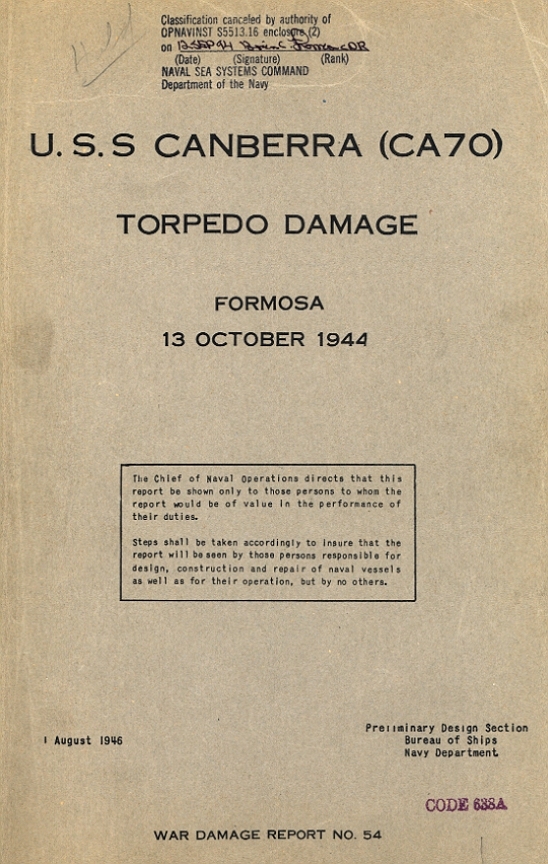 Classification canceled by authority of
OPNAVINST S5513.16 enclosure (2)
on
(Date) (Signature) (Rank)
NAVAL SEA SYSTEMS COMMAND
Department of the Navy
U. S. S CANBERRA (CA70)
TORPEDO DAMAGE
FORMOSA
13 OCTOBER 1944
The Chief of Naval Operations directs that this
report be shown only to those persons to whom the
report would be of value in the performance of
their duties.
Steps shall be taken accordingly to insure that the
report will be seen by those persons responsible for
design, construction and repair of naval vessels
as well as for their operation, but by no others.
1 August 1946
Preliminary Design Section
Bureau of Ships
Navy Department
CODE 638A
WAR DAMAGE REPORT NO. 54